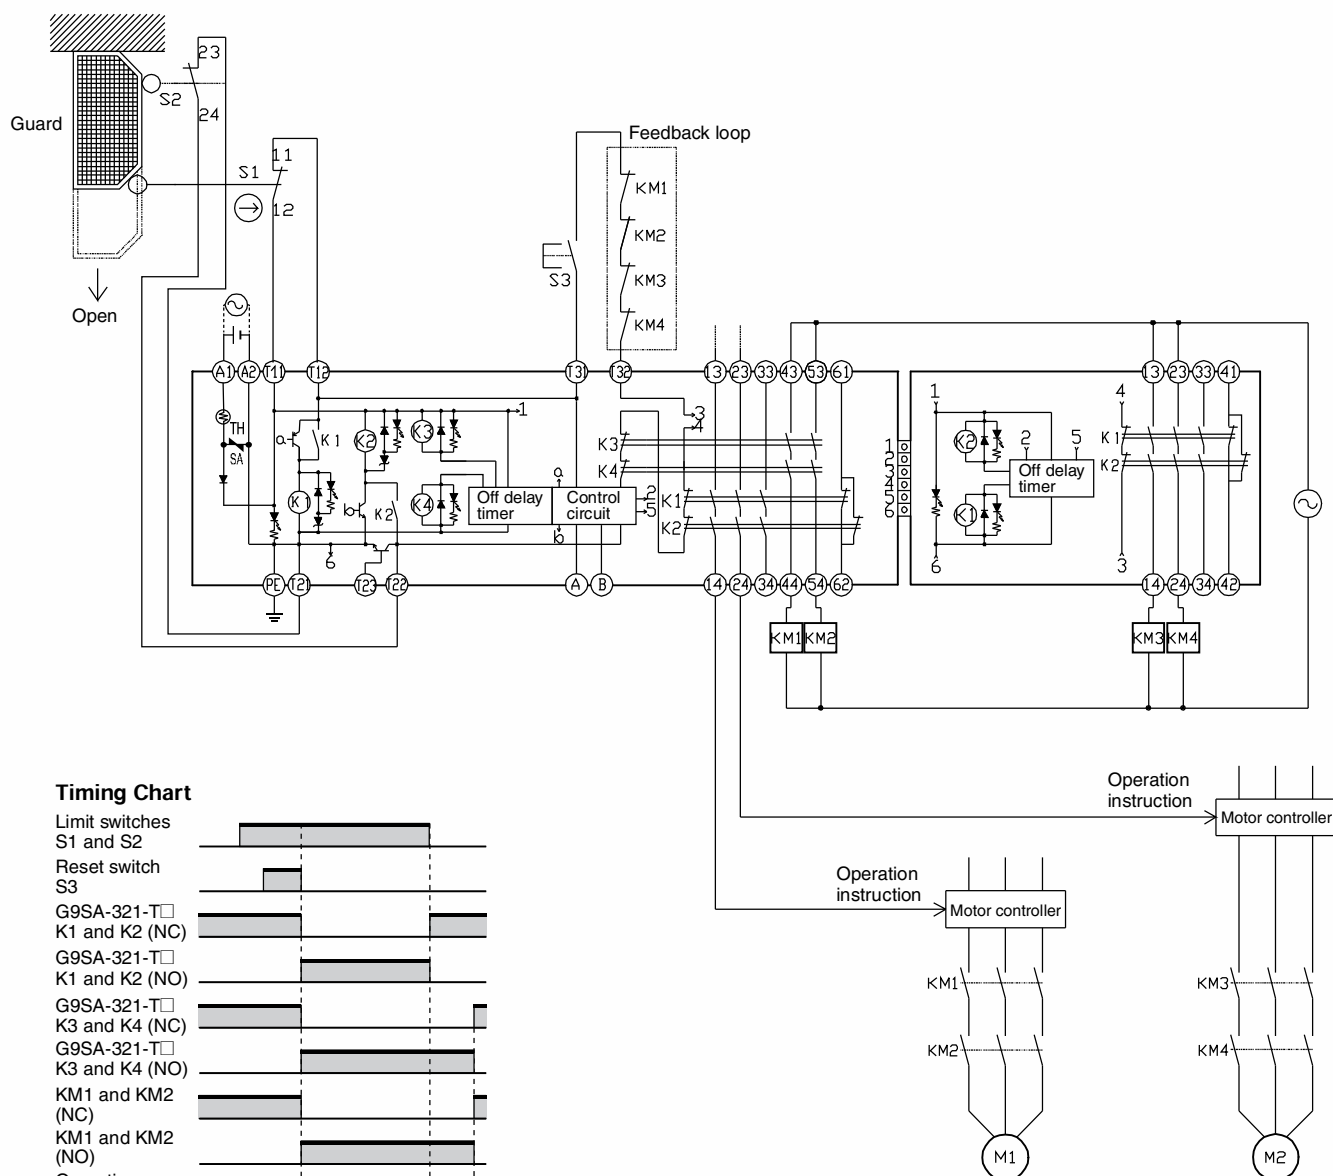 23
S2
24
Guard
Feedback loop
11
S1
12
KM1
KM2
S3
KM3
KM4
Open
A1 A2 T11 T12 T31 T32 13 23 33 43 53 61 13 23 33 41
1
3
4
1
4
TH
a
K1
K2
K3
K3
K2
2
5
K1
SA
K4
1
2
3
4
5
6
K2
a
K1
b
K2
K4
Off delay
timer
Control
circuit
2
5
K1
Off delay
timer
K1
b
K2
6
6
3
PE T21 T23 T22 A B 14 24 34 44 54 62 14 24 34 42
KM1 KM2
KM3 KM4
Timing Chart
Limit switches
S1 and S2
Reset switch
S3
G9SA-321-T□
K1 and K2 (NC)
G9SA-321-T□
K1 and K2 (NO)
G9SA-321-T□
K3 and K4 (NC)
G9SA-321-T□
K3 and K4 (NO)
KM1 and KM2
(NC)
KM1 and KM2
(NO)
Operation
instruction
Motor controller
Operation
instruction
Motor controller
KM1
KM2
M1
KM3
KM4
M2